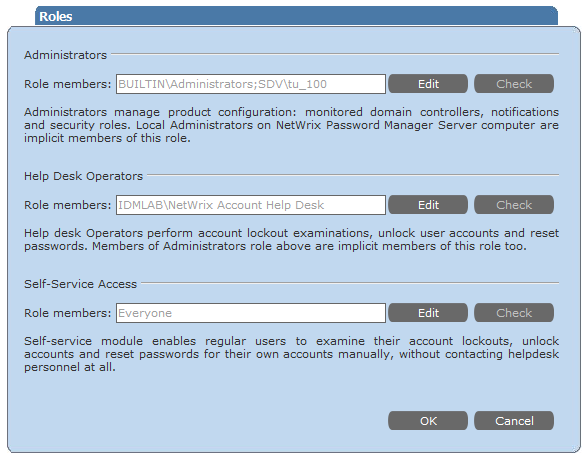 Roles
Administrators
Role members: BUILTIN\Administrators;SDV\tu_100 Edit Check
Administrators manage product configuration: monitored domain controllers, notifications
and security roles. Local Administrators on NetWrix Password Manager Server computer are
implicit members of this role.
Help Desk Operators
Role members: IDMLAB\NetWrix Account Help Desk Edit Check
Help desk Operators perform account lockout examinations, unlock user accounts and reset
passwords. Members of Administrators role above are implicit members of this role too.
Self-Service Access
Role members: Everyone Edit Check
Self-service module enables regular users to examine their account lockouts, unlock
accounts and reset passwords for their own accounts manually, without contacting helpdesk
personnel at all.
OK Cancel